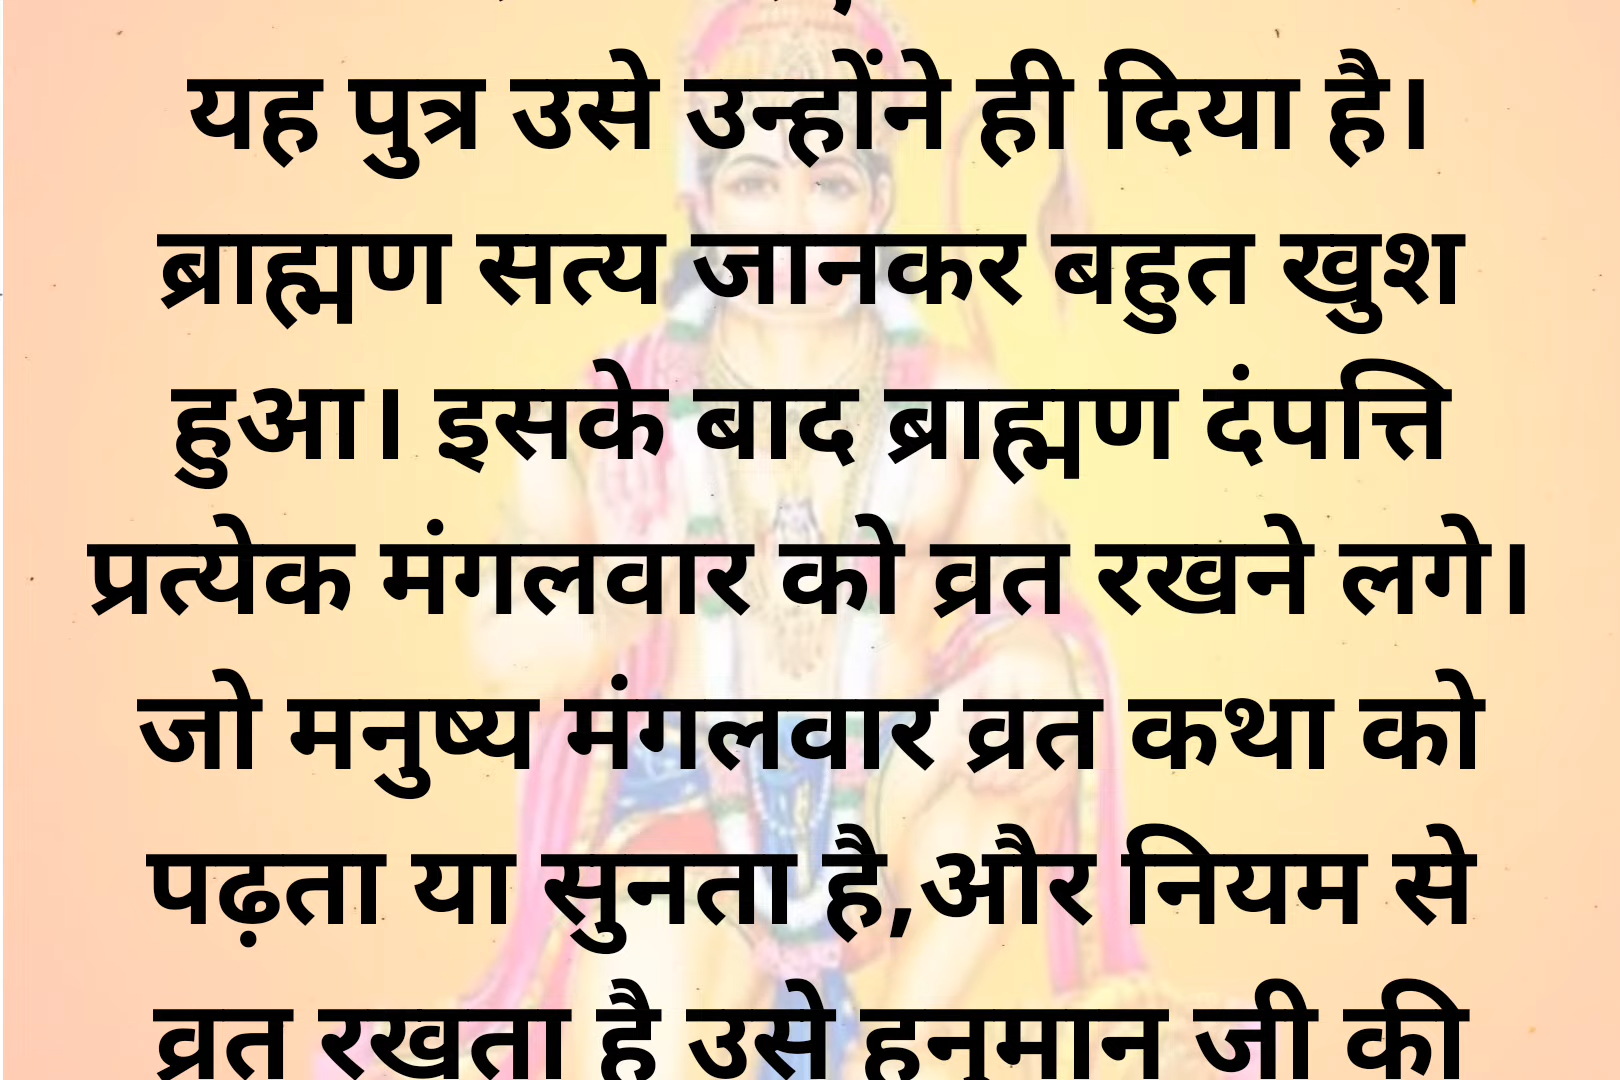 यह पुत्र उसे उन्होंने ही दिया है।
ब्राह्मण सत्य जानकर बहुत खुश
हुआ। इसके बाद ब्राह्मण दंपत्ति
प्रत्येक मंगलवार को व्रत रखने लगे।
जो मनुष्य मंगलवार व्रत कथा को
पढ़ता या सुनता है,और नियम से
व्रत रखता है उसे हनुमान जी की